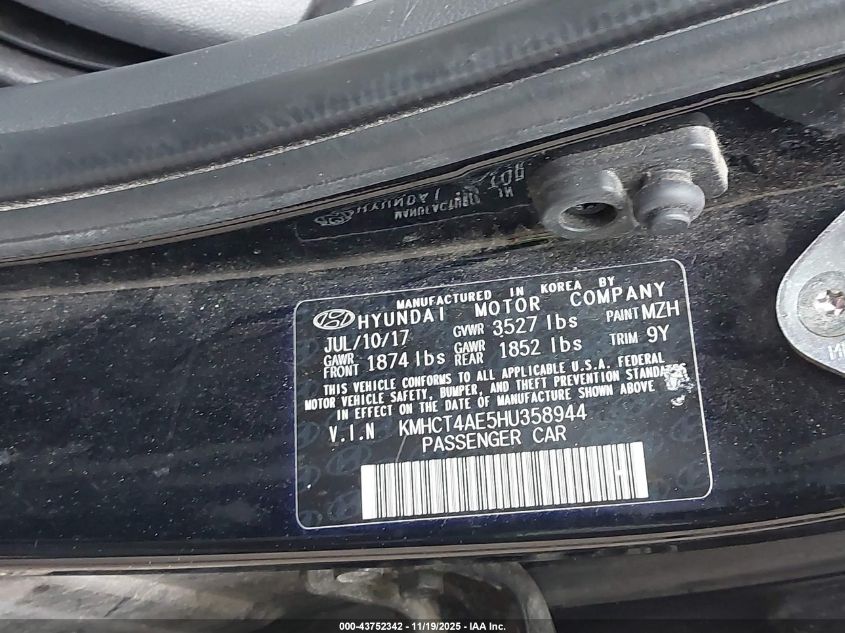 MANUFACTURED IN KOREA BY
HYUNDAI MOTOR COMPANY
JUL/10/17 GVWR 3527 lbs PAINT MZH
GAWR FRONT 1874 lbs GAWR REAR 1852 lbs TRIM 9Y
THIS VEHICLE CONFORMS TO ALL APPLICABLE U.S.A. FEDERAL
MOTOR VEHICLE SAFETY, BUMPER, AND THEFT PREVENTION STANDARDS
IN EFFECT ON THE DATE OF MANUFACTURE SHOWN ABOVE
V.I.N KMHCT4AE5HU358944
PASSENGER CAR
H
000-43752342 - 11/19/2025 - IAA Inc.